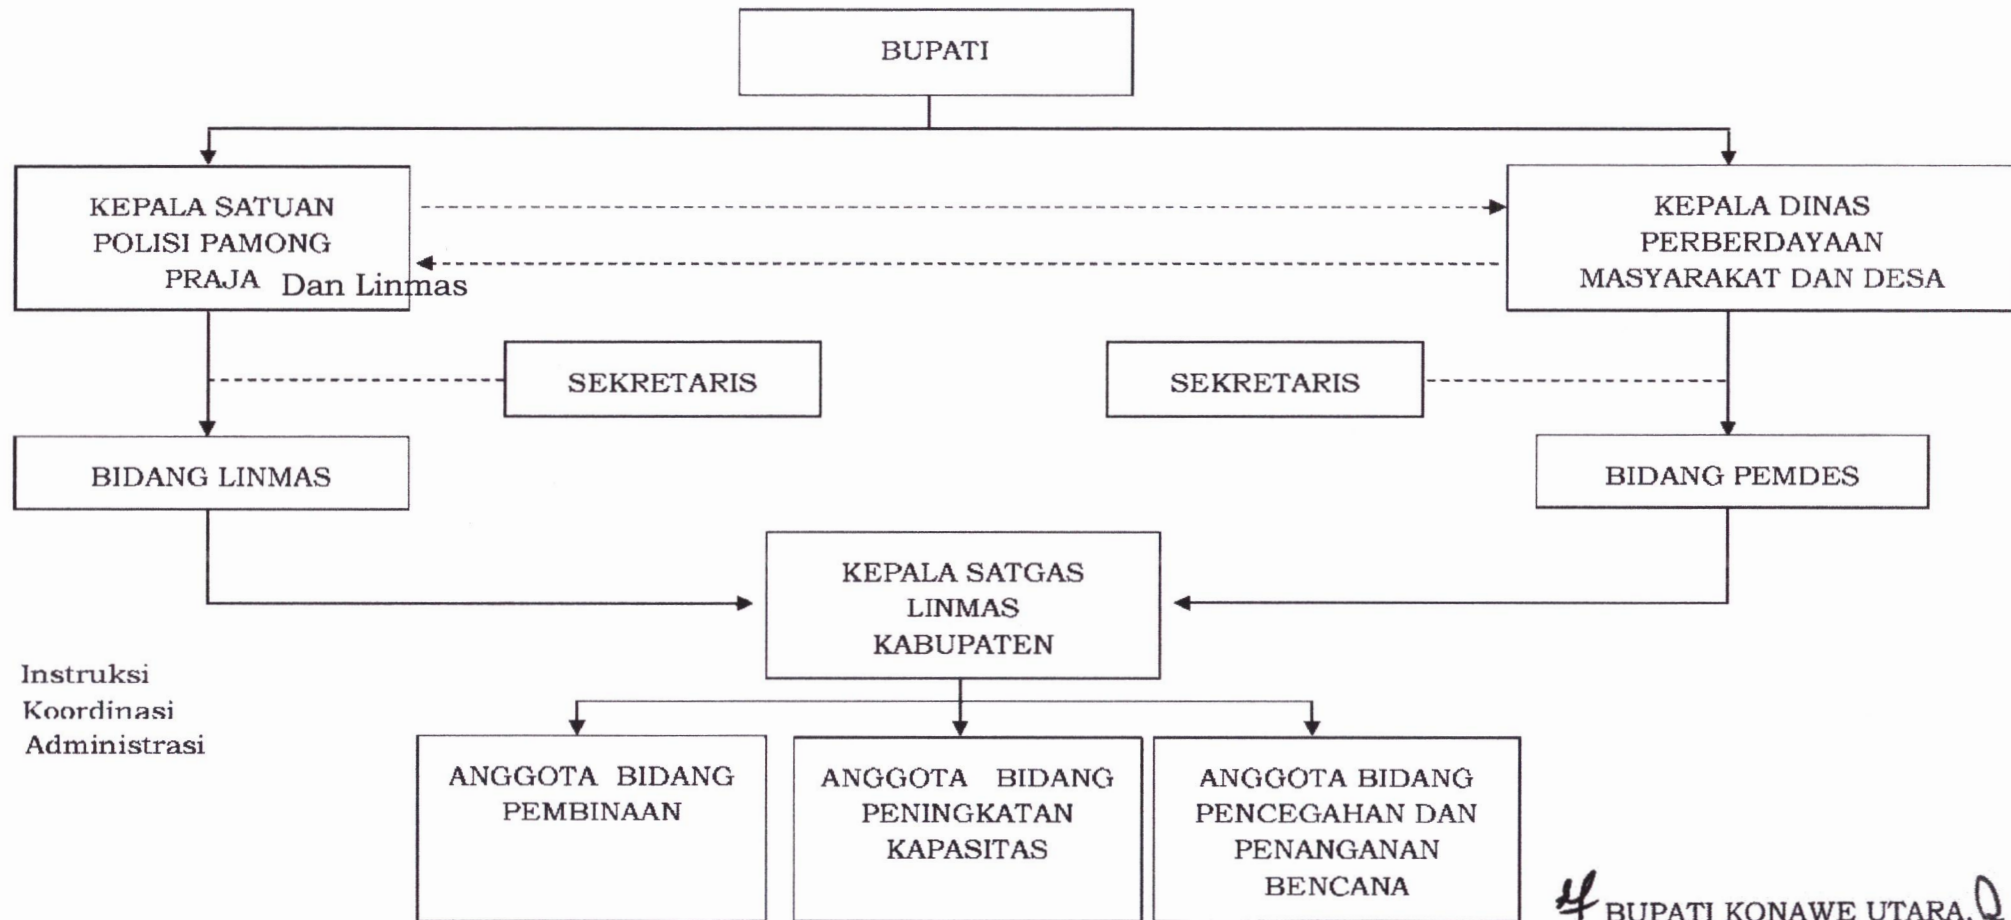 BUPATI
KEPALA SATUAN
POLISI PAMONG
PRAJA Dan Linmas
KEPALA DINAS
PERBERDAYAAN
MASYARAKAT DAN DESA
SEKRETARIS
SEKRETARIS
BIDANG LINMAS
BIDANG PEMDES
KEPALA SATGAS
LINMAS
KABUPATEN
Instruksi
Koordinasi
Administrasi
ANGGOTA BIDANG
PEMBINAAN
ANGGOTA BIDANG
PENINGKATAN
KAPASITAS
ANGGOTA BIDANG
PENCEGAHAN DAN
PENANGANAN
BENCANA
BUPATI KONAWE UTARA